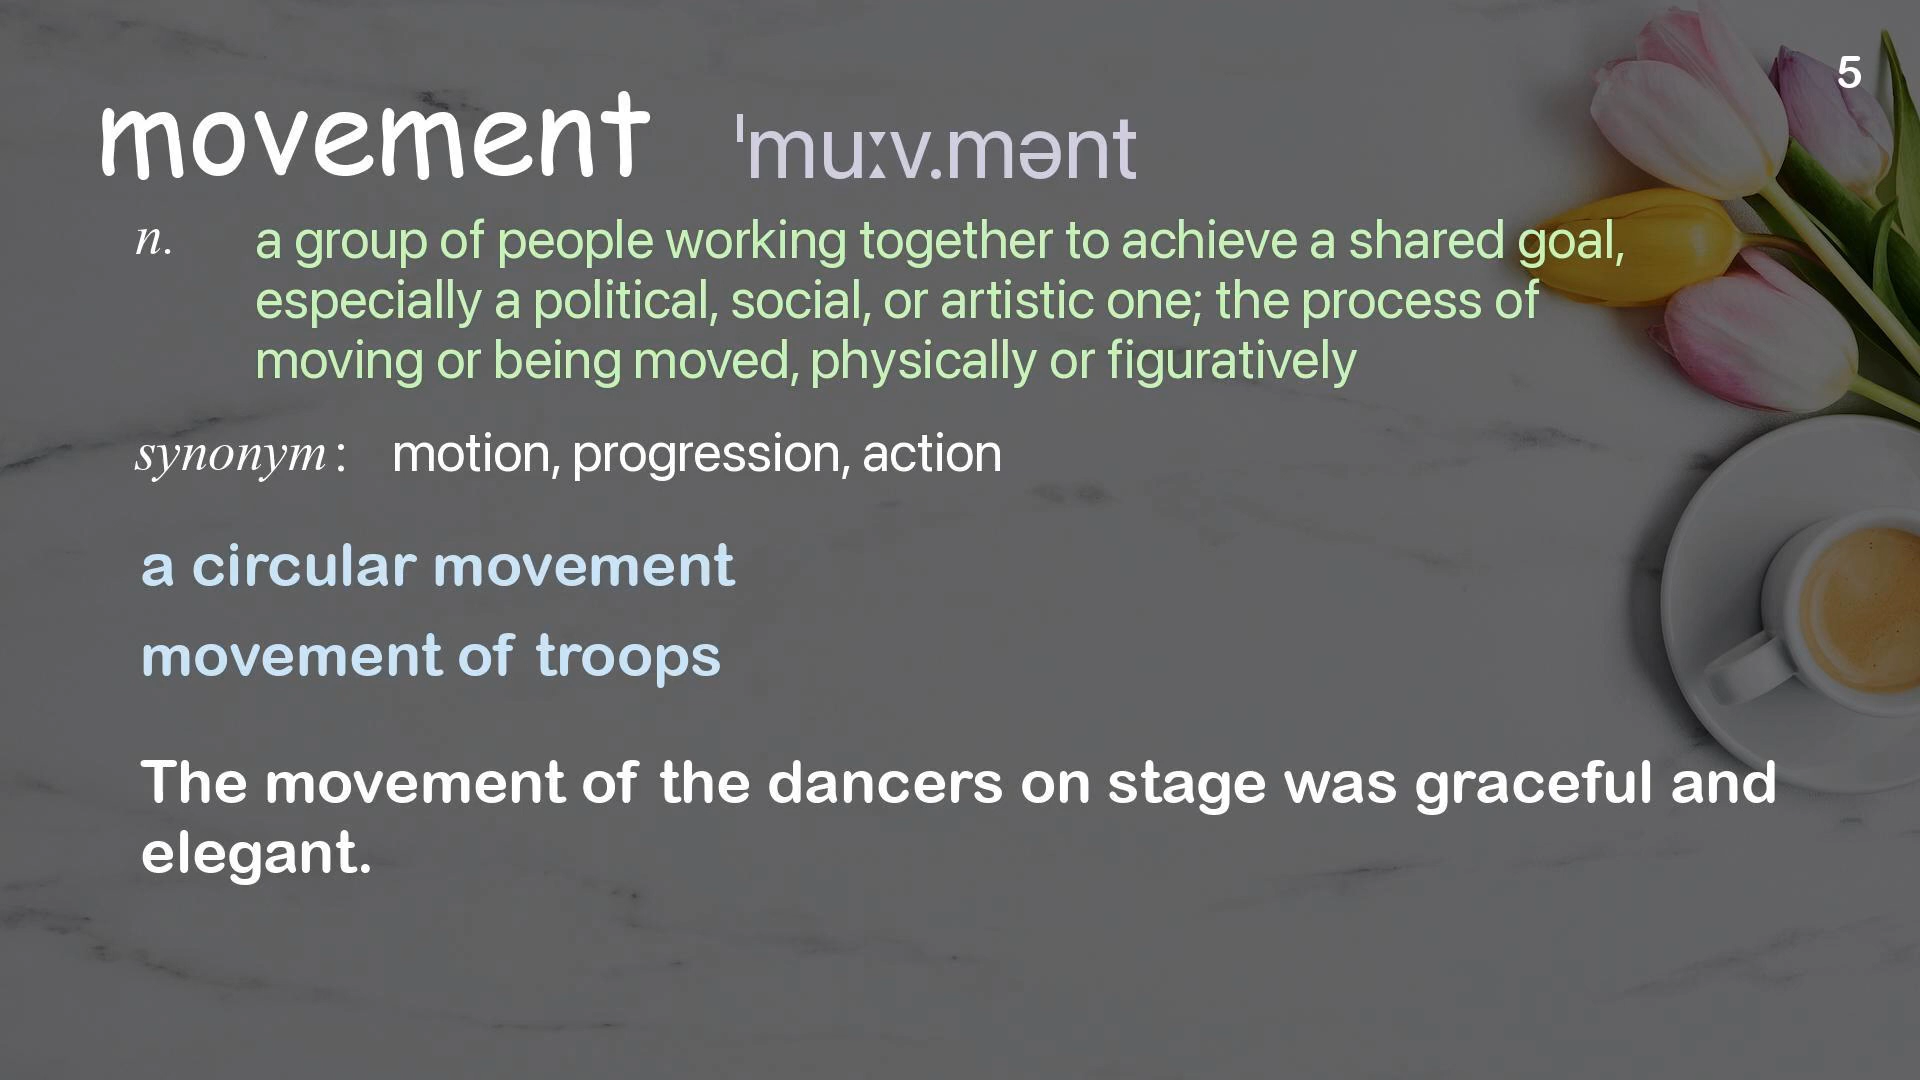 5
movement ˈmuːv.mənt
n. a group of people working together to achieve a shared goal,
especially a political, social, or artistic one; the process of
moving or being moved, physically or figuratively
synonym: motion, progression, action
a circular movement
movement of troops
The movement of the dancers on stage was graceful and
elegant.